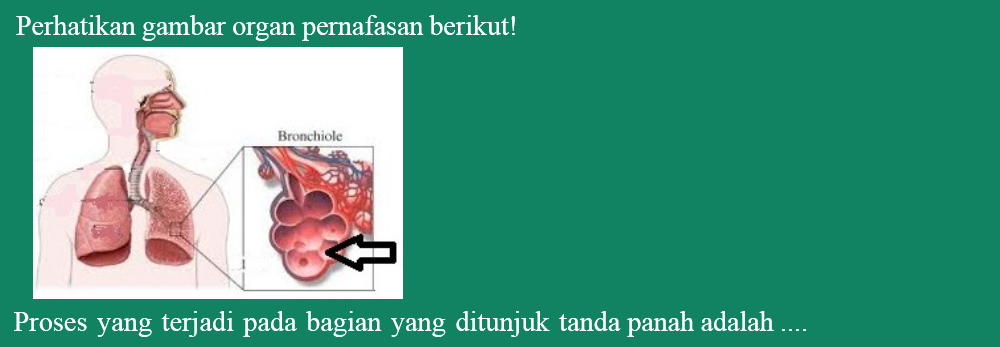 Perhatikan gambar organ pernafasan berikut!
Bronchiole
Proses yang terjadi pada bagian yang ditunjuk tanda panah adalah ....